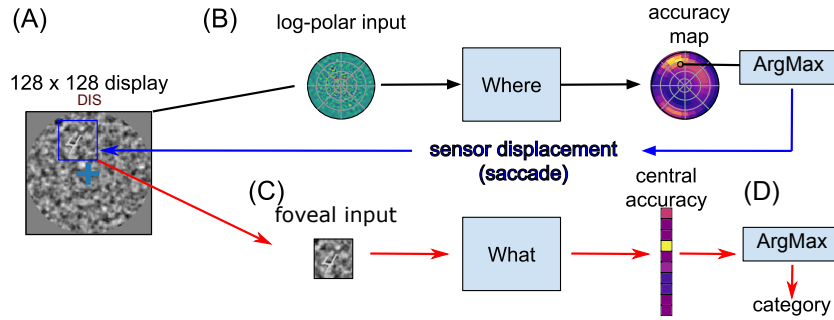 (A)
(B)
log-polar input
accuracy
map
128 x 128 display
DIS
Where
ArgMax
sensor displacement
(saccade)
(C)
foveal input
What
central
accuracy
(D)
ArgMax
category